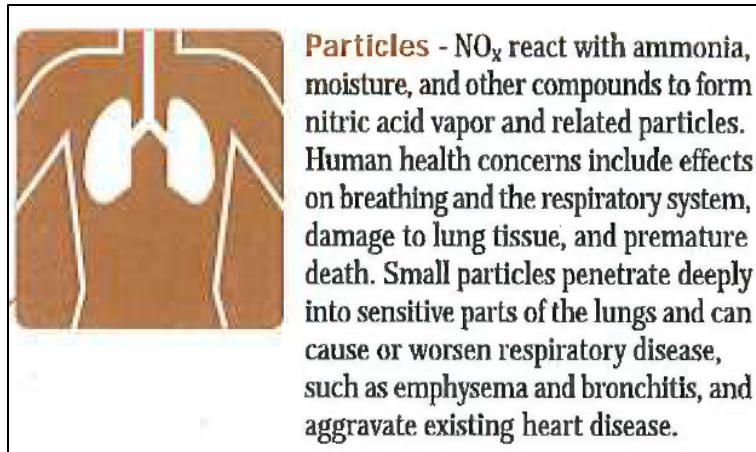 Particles - NOx react with ammonia,
moisture, and other compounds to form
nitric acid vapor and related particles.
Human health concerns include effects
on breathing and the respiratory system,
damage to lung tissue, and premature
death. Small particles penetrate deeply
into sensitive parts of the lungs and can
cause or worsen respiratory disease,
such as emphysema and bronchitis, and
aggravate existing heart disease.